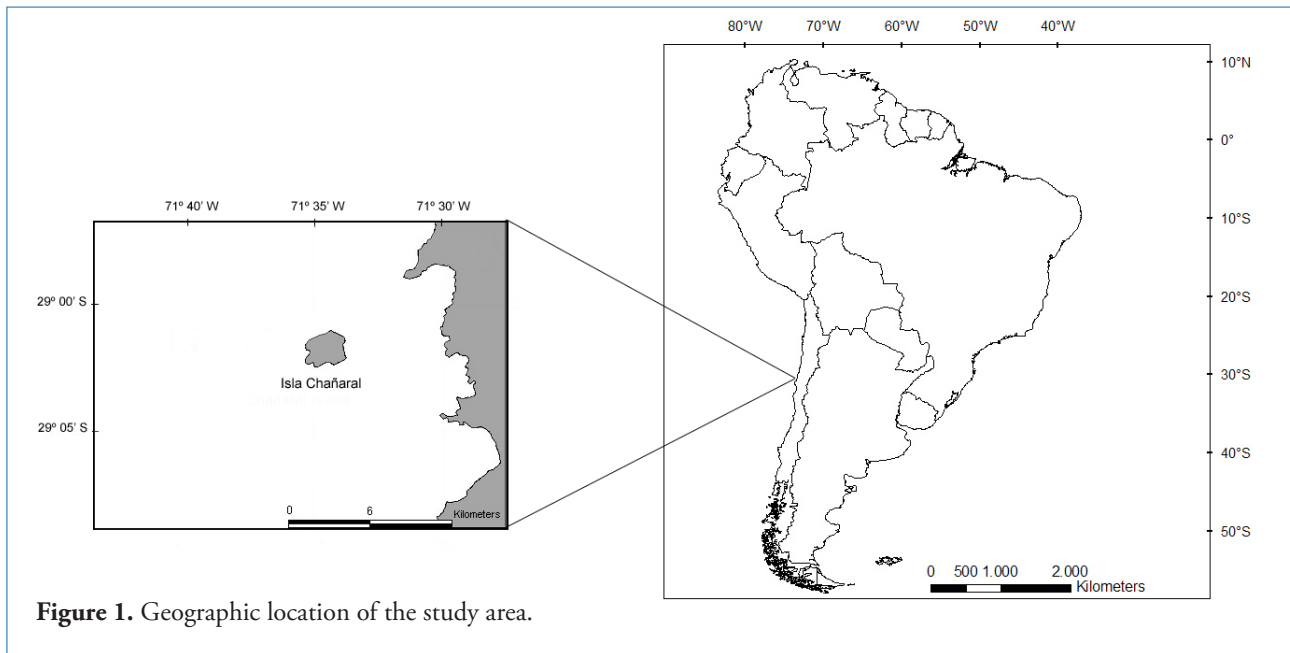 80°W 70°W 60°W 50°W 40°W
10°N
0°
10°S
20°S
30°S
40°S
50°S
0 500 1.000 2.000
Kilometers
71° 40' W 71° 35' W 71° 30' W
29° 00' S
29° 05' S
Isla Chañaral
0 6
Kilometers
Figure 1. Geographic location of the study area.